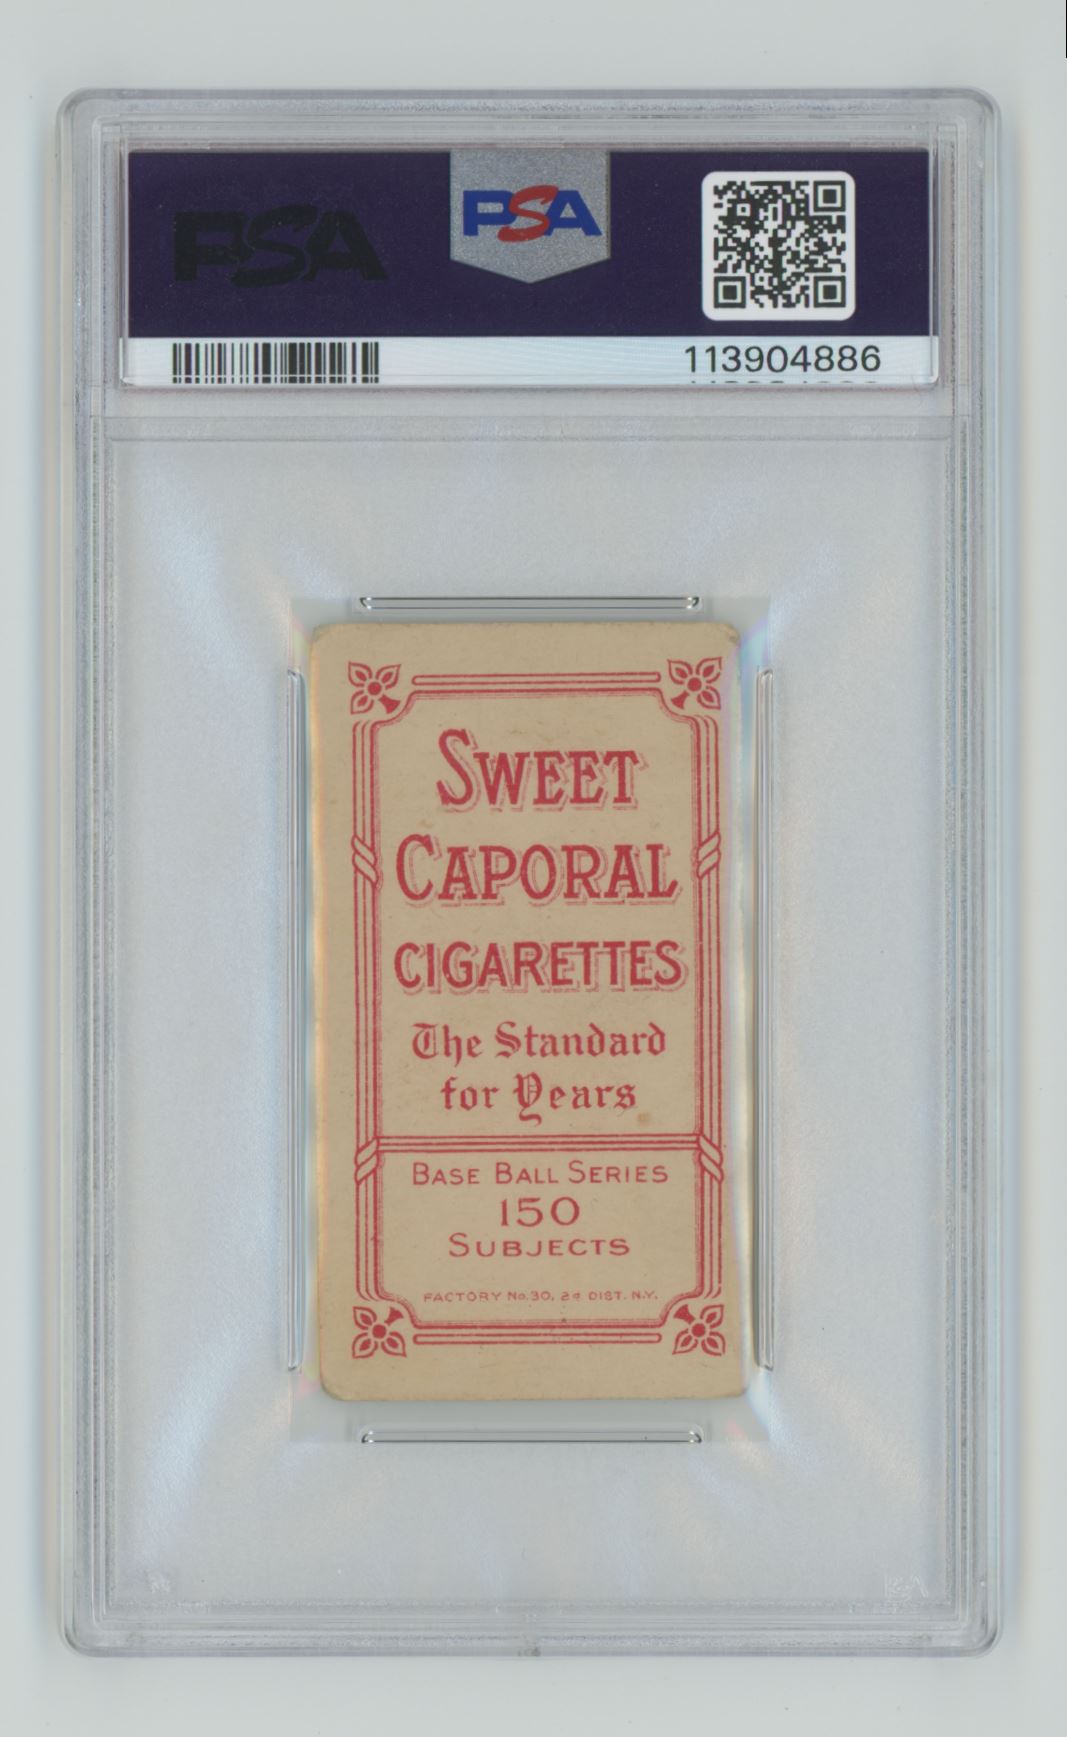 PSA
PSA
113904886
SWEET
CAPORAL
CIGARETTES
The Standard
for Years
BASE BALL SERIES
150
SUBJECTS
FACTORY No. 30, 2d DIST. N.Y.